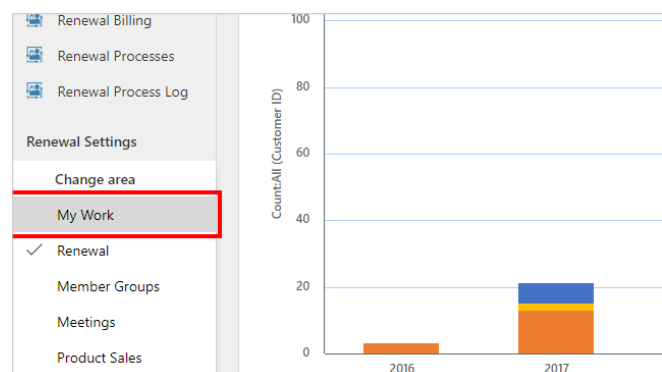 Renewal Billing
Renewal Processes
Renewal Process Log
Renewal Settings
Change area
My Work
Renewal
Member Groups
Meetings
Product Sales
Count:All (Customer ID)
100
80
60
40
20
0
2016
2017